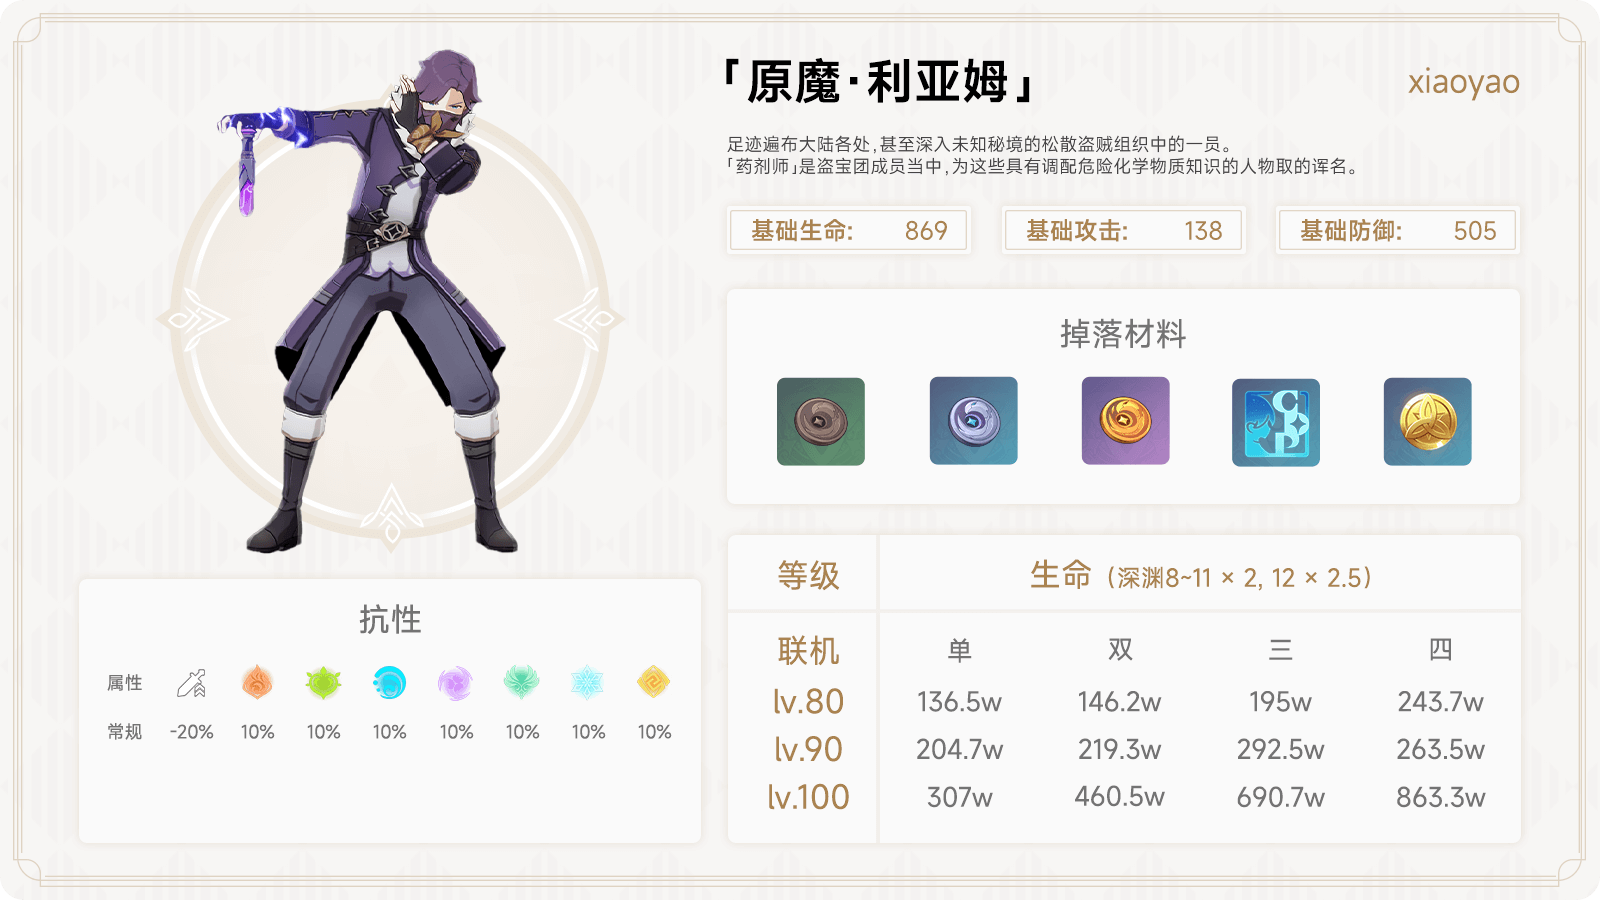 「原魔·利亚姆」
xiaoyao
足迹遍布大陆各处,甚至深入未知秘境的松散盗贼组织中的一员。
「药剂师」是盗宝团成员当中,为这些具有调配危险化学物质知识的人物取的诨名。
基础生命: 869
基础攻击: 138
基础防御: 505
掉落材料
抗性
属性
常规 -20% 10% 10% 10% 10% 10% 10% 10%
等级 生命 (深渊8~11 × 2, 12 × 2.5)
联机 单 双 三 四
lv.80 136.5w 146.2w 195w 243.7w
lv.90 204.7w 219.3w 292.5w 263.5w
lv.100 307w 460.5w 690.7w 863.3w